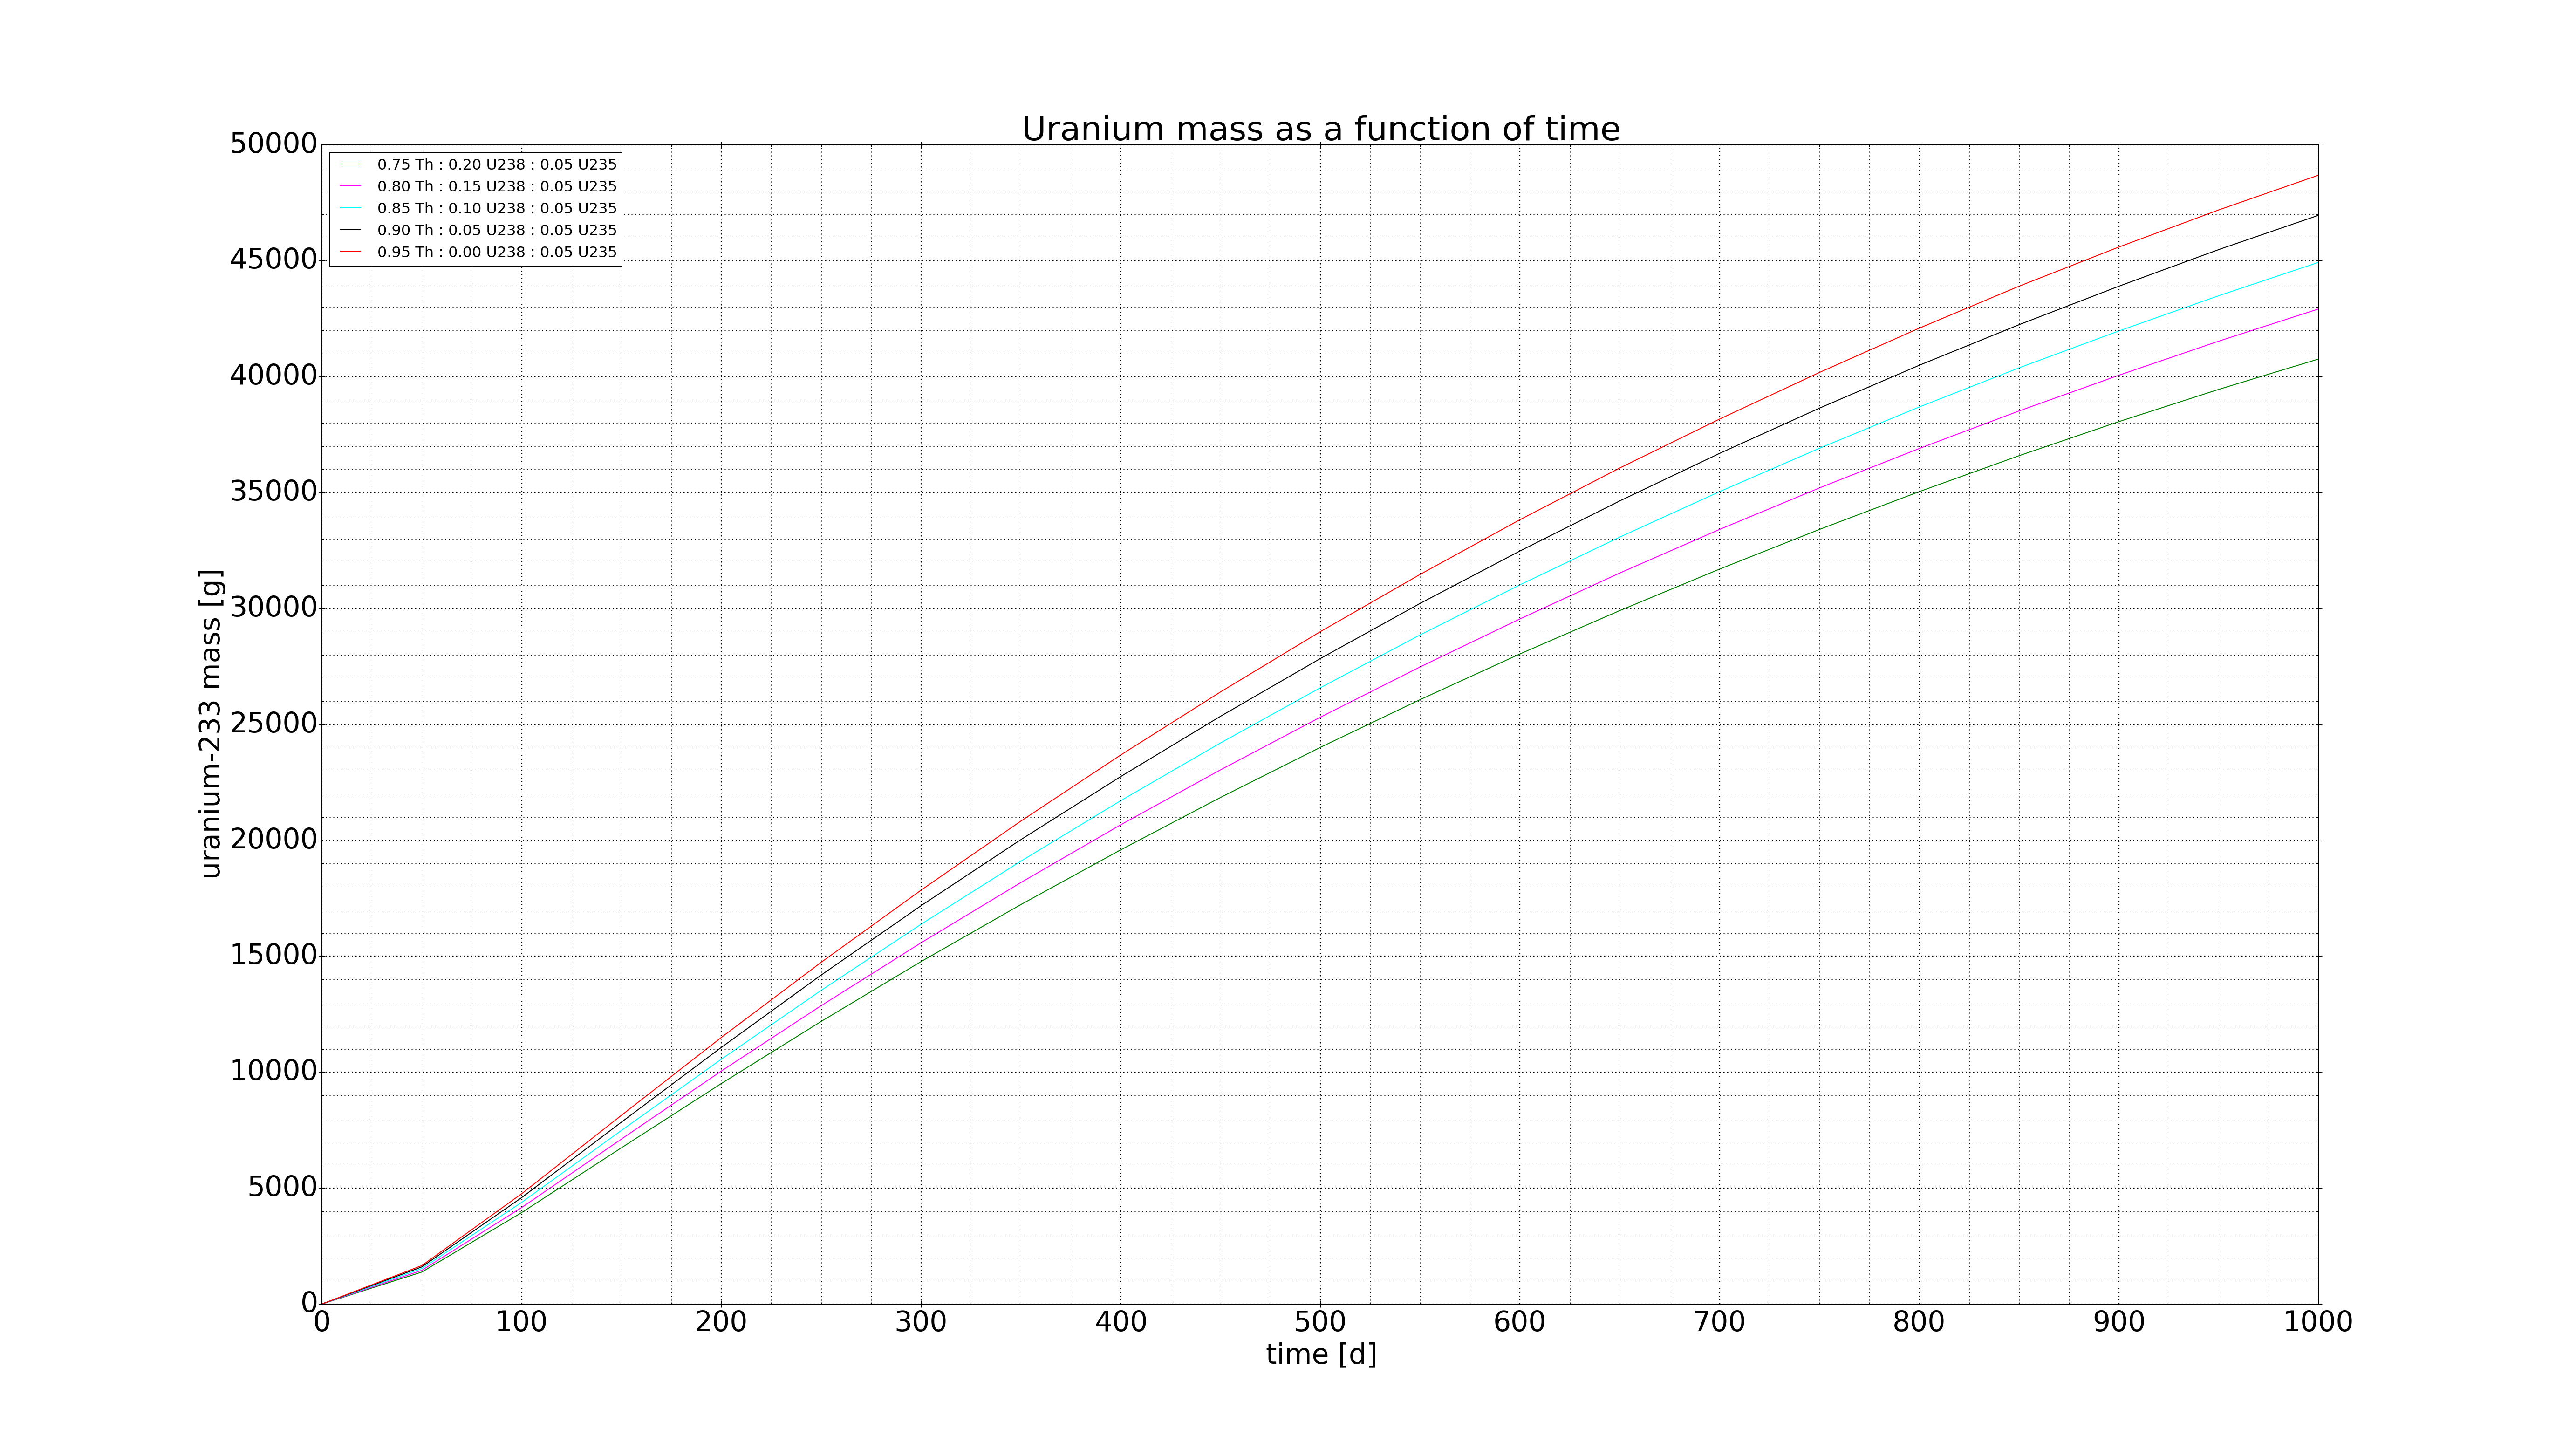 Uranium mass as a function of time
50000
45000
40000
35000
30000
25000
20000
15000
10000
5000
0
uranium-233 mass [g]
0.75 Th : 0.20 U238 : 0.05 U235
0.80 Th : 0.15 U238 : 0.05 U235
0.85 Th : 0.10 U238 : 0.05 U235
0.90 Th : 0.05 U238 : 0.05 U235
0.95 Th : 0.00 U238 : 0.05 U235
0 100 200 300 400 500 600 700 800 900 1000
time [d]